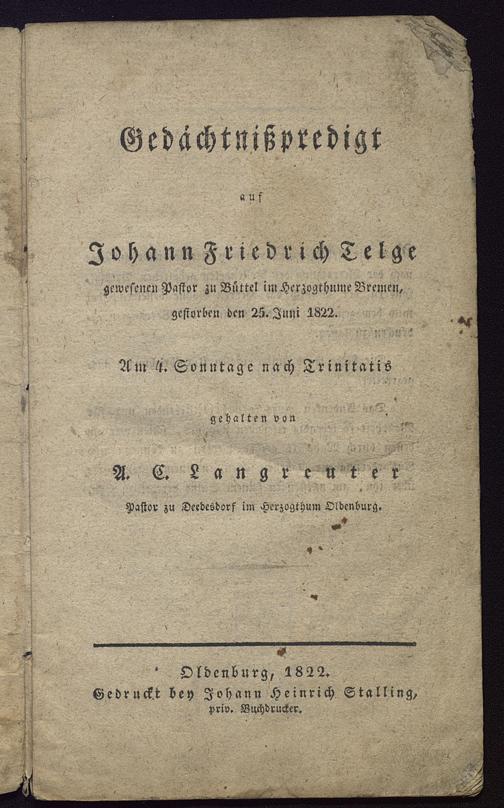 Gedächtnißpredigt
auf
Johann Friedrich Telge
gewesenen Pastor zu Büttel im Herzogthume Bremen,
gestorben den 25. Juni 1822.
Am 4. Sonntage nach Trinitatis
gehalten von
A. C. Langreuter
Pastor zu Dedesdorf im Herzogthum Oldenburg.
Oldenburg, 1822.
Gedruckt bey Johann Heinrich Stalling,
priv. Buchdrucker.